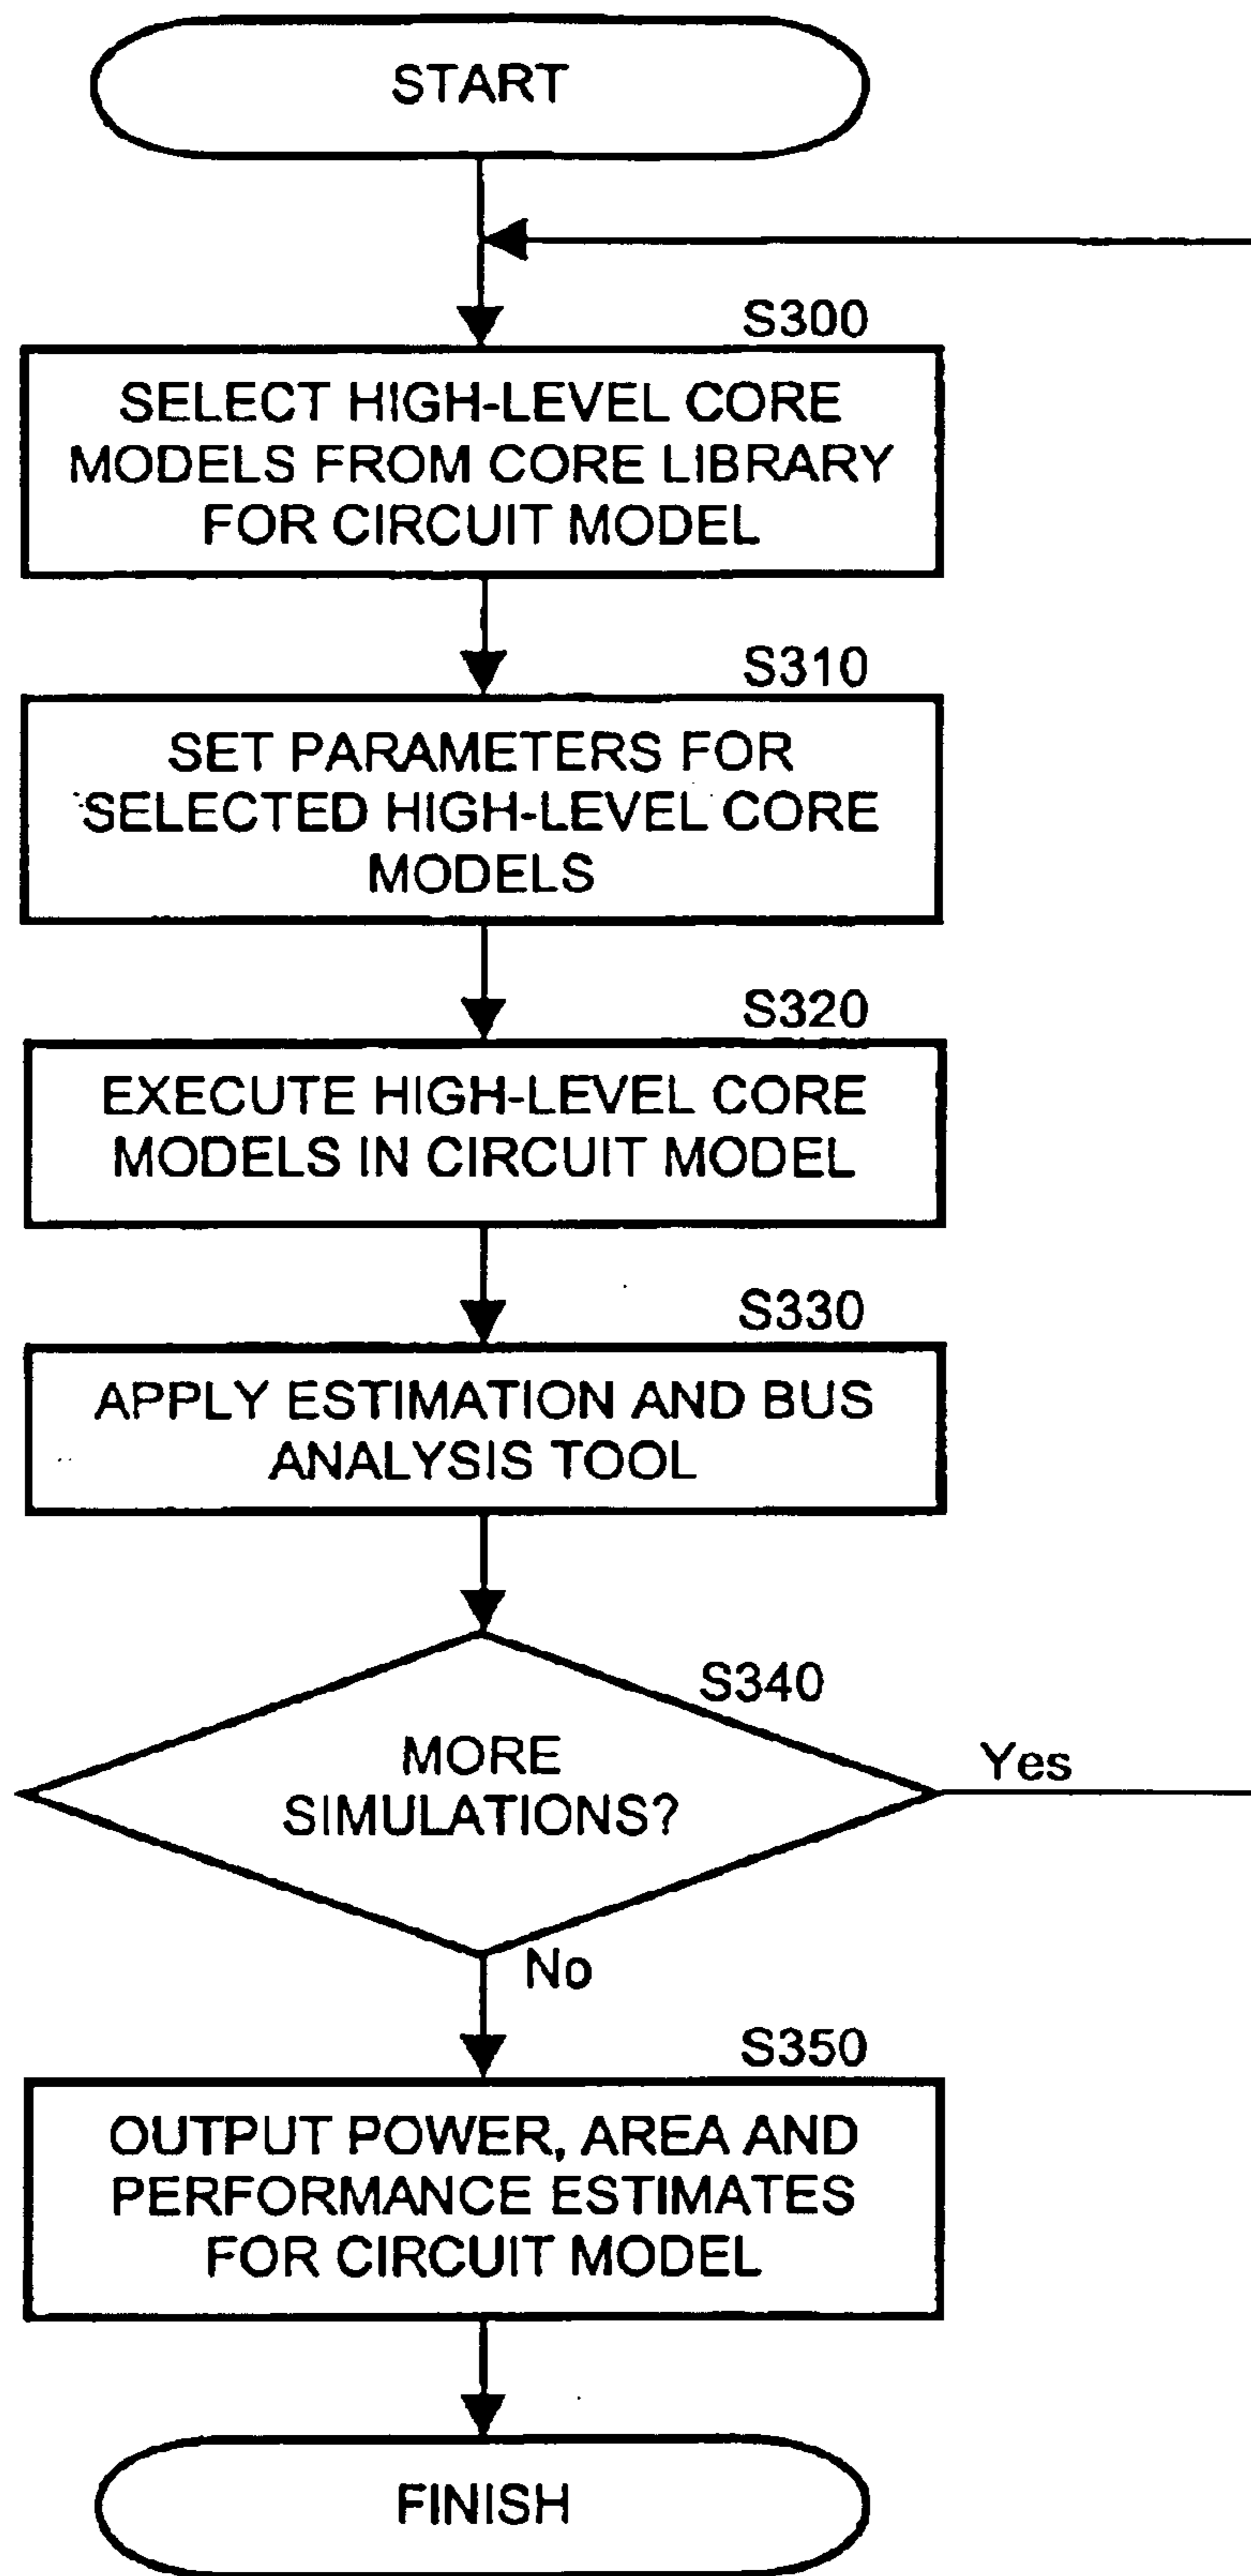 START
S300
SELECT HIGH-LEVEL CORE
MODELS FROM CORE LIBRARY
FOR CIRCUIT MODEL
S310
SET PARAMETERS FOR
SELECTED HIGH-LEVEL CORE
MODELS
S320
EXECUTE HIGH-LEVEL CORE
MODELS IN CIRCUIT MODEL
S330
APPLY ESTIMATION AND BUS
ANALYSIS TOOL
S340
MORE
SIMULATIONS?
Yes
No
S350
OUTPUT POWER, AREA AND
PERFORMANCE ESTIMATES
FOR CIRCUIT MODEL
FINISH